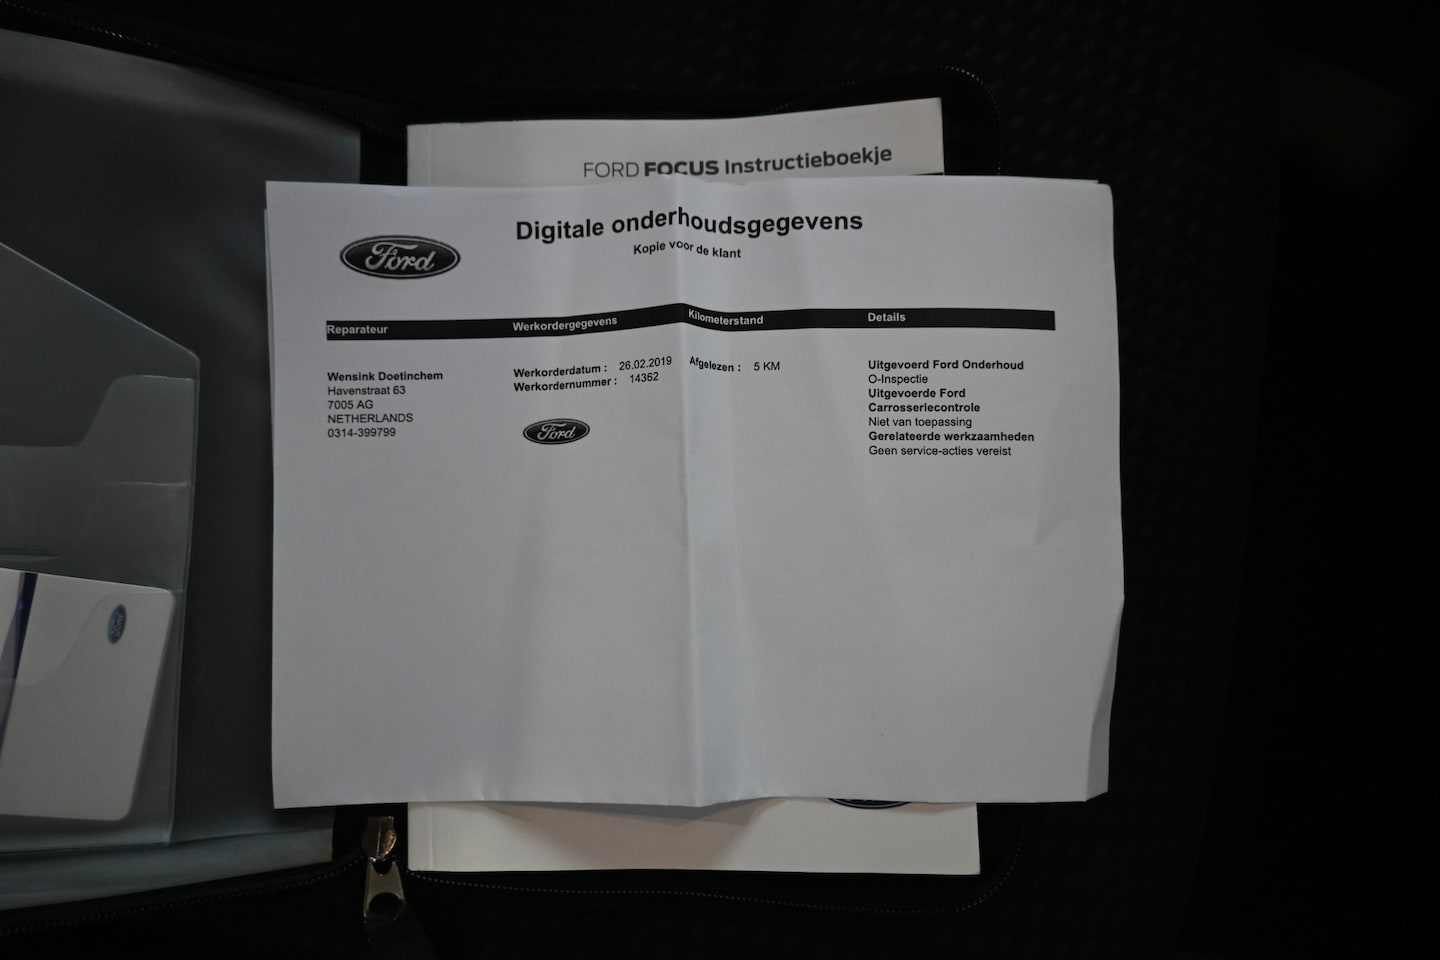 FORD FOCUS Instructieboekje
Ford
Digitale onderhoudsgegevens
Kopie voor de klant
Reparateur Werkordergegevens Kilometerstand Details
Wensink Doetinchem
Havenstraat 63
7005 AG
NETHERLANDS
0314-399799
Werkorderdatum : 26.02.2019
Werkordernummer : 14362
Ford
Afgelezen : 5 KM
Uitgevoerd Ford Onderhoud
O-Inspectie
Uitgevoerde Ford
Carrosseriecontrole
Niet van toepassing
Gerelateerde werkzaamheden
Geen service-acties vereist
Ford